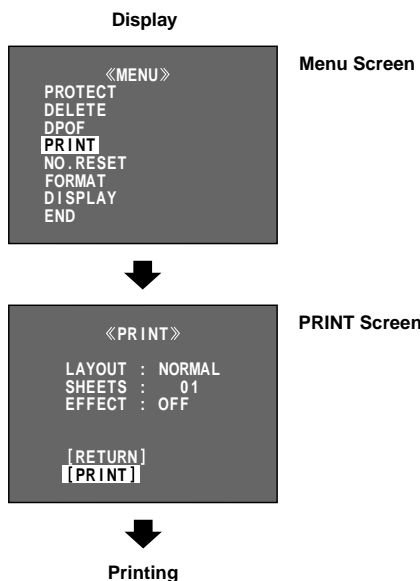 Display
Menu Screen
《MENU》
PROTECT
DELETE
DPOF
PRINT
NO.RESET
FORMAT
DISPLAY
END
PRINT Screen
《PRINT》
LAYOUT : NORMAL
SHEETS : 01
EFFECT : OFF
[RETURN]
[PRINT]
Printing